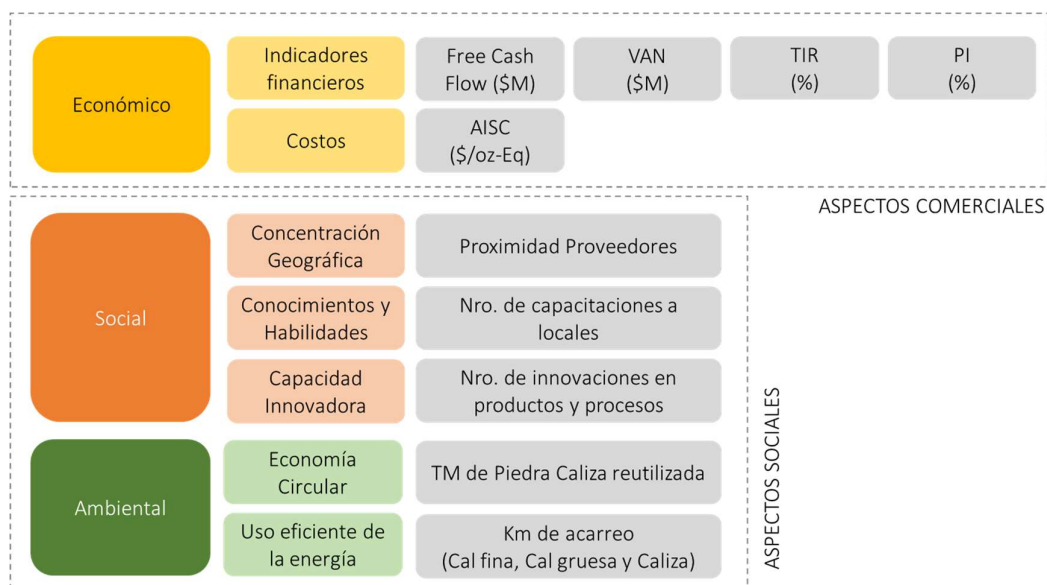 Económico
Indicadores
financieros
Free Cash
Flow ($M)
VAN
($M)
TIR
(%)
PI
(%)
Costos
AISC
($/oz-Eq)
ASPECTOS COMERCIALES
Social
Concentración
Geográfica
Proximidad Proveedores
Conocimientos y
Habilidades
Nro. de capacitaciones a
locales
Capacidad
Innovadora
Nro. de innovaciones en
productos y procesos
Ambiental
Economía
Circular
TM de Piedra Caliza reutilizada
Uso eficiente de
la energía
Km de acarreo
(Cal fina, Cal gruesa y Caliza)
ASPECTOS SOCIALES